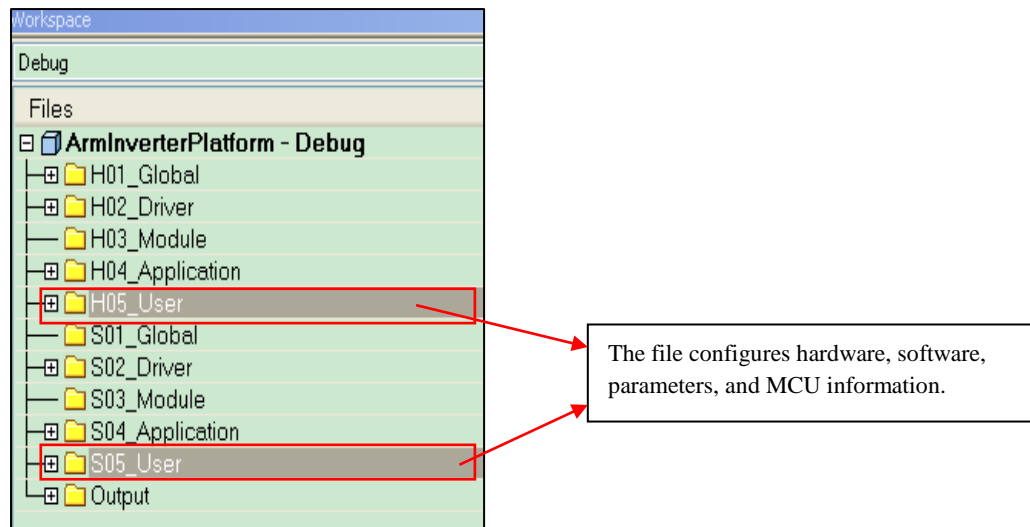 Workspace
Debug
Files
ArmInverterPlatform - Debug
H01_Global
H02_Driver
H03_Module
H04_Application
H05_User
S01_Global
S02_Driver
S03_Module
S04_Application
S05_User
Output
The file configures hardware, software,
parameters, and MCU information.